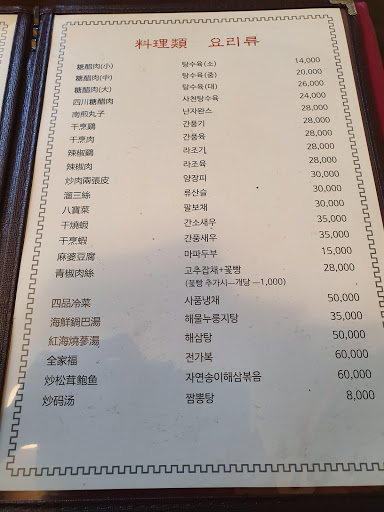 料理類 요리류
糖醋肉(小) 탕수육(소) 14,000
糖醋肉(中) 탕수육(중) 20,000
糖醋肉(大) 탕수육(대) 26,000
四川糖醋肉 사천탕수육 24,000
南煎丸子 난자완스 28,000
干烹鷄 간풍기 28,000
干烹肉 간풍육 28,000
辣椒鷄 라조기 28,000
辣椒肉 라조육 28,000
炒肉兩張皮 양장피 30,000
溜三絲 류산슬 30,000
八寶菜 팔보채 30,000
干燒蝦 간소새우 35,000
干烹蝦 간풍새우 35,000
麻婆豆腐 마파두부 15,000
青椒肉絲 고추잡채+꽃빵 28,000
(꽃빵 추가시—개당 —1,000)
四品冷菜 사품냉채 50,000
海鮮鍋巴湯 해물누룽지탕 35,000
紅海燒蔘湯 해삼탕 50,000
全家福 전가복 60,000
炒松茸鲍鱼 자연송이해삼볶음 60,000
炒码汤 짬뽕탕 8,000